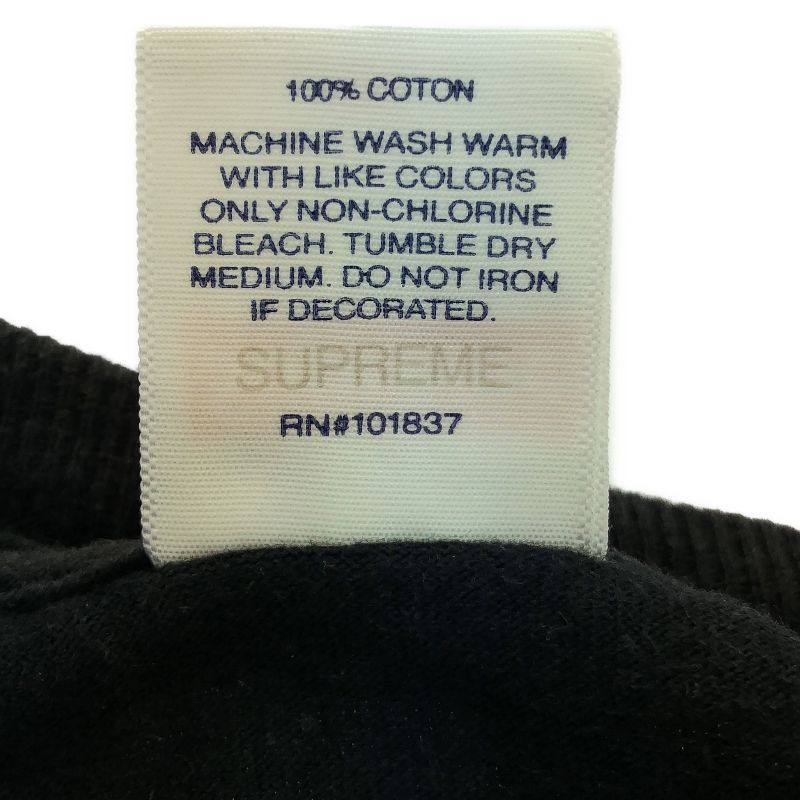 100% COTON
MACHINE WASH WARM
WITH LIKE COLORS
ONLY NON-CHLORINE
BLEACH. TUMBLE DRY
MEDIUM. DO NOT IRON
IF DECORATED.
SUPREME
RN#101837